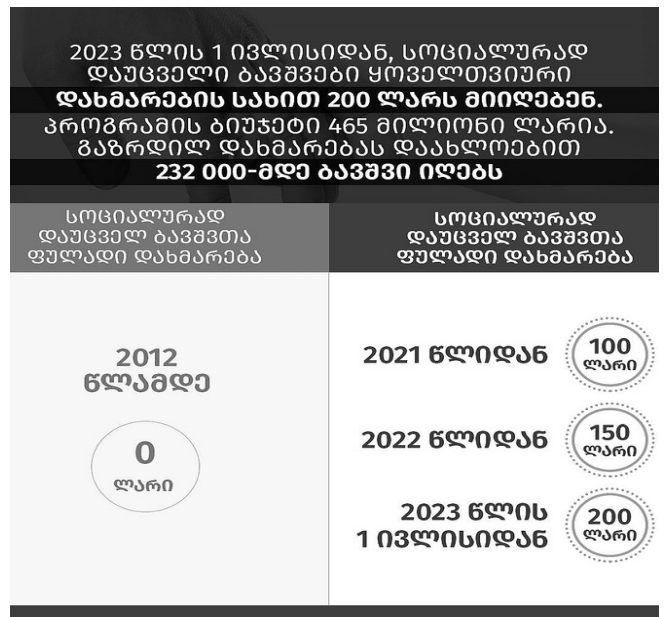 2023 წლის 1 ივლისიდან, სოციალურად
დაუცველი ბავშვები ყოველთვიური
დახმარების სახით 200 ლარს მიიღებენ.
პროგრამის ბიუჯეტი 465 მილიონი ლარია.
გაზრდილ დახმარებას დაახლოებით
232 000-მდე ბავშვი იღებს
სოციალურად
დაუცველ ბავშვთა
ფულადი დახმარება
2012
წლამდე
0
ლარი
სოციალურად
დაუცველ ბავშვთა
ფულადი დახმარება
2021 წლიდან
100
ლარი
2022 წლიდან
150
ლარი
2023 წლის
1 ივლისიდან
200
ლარი